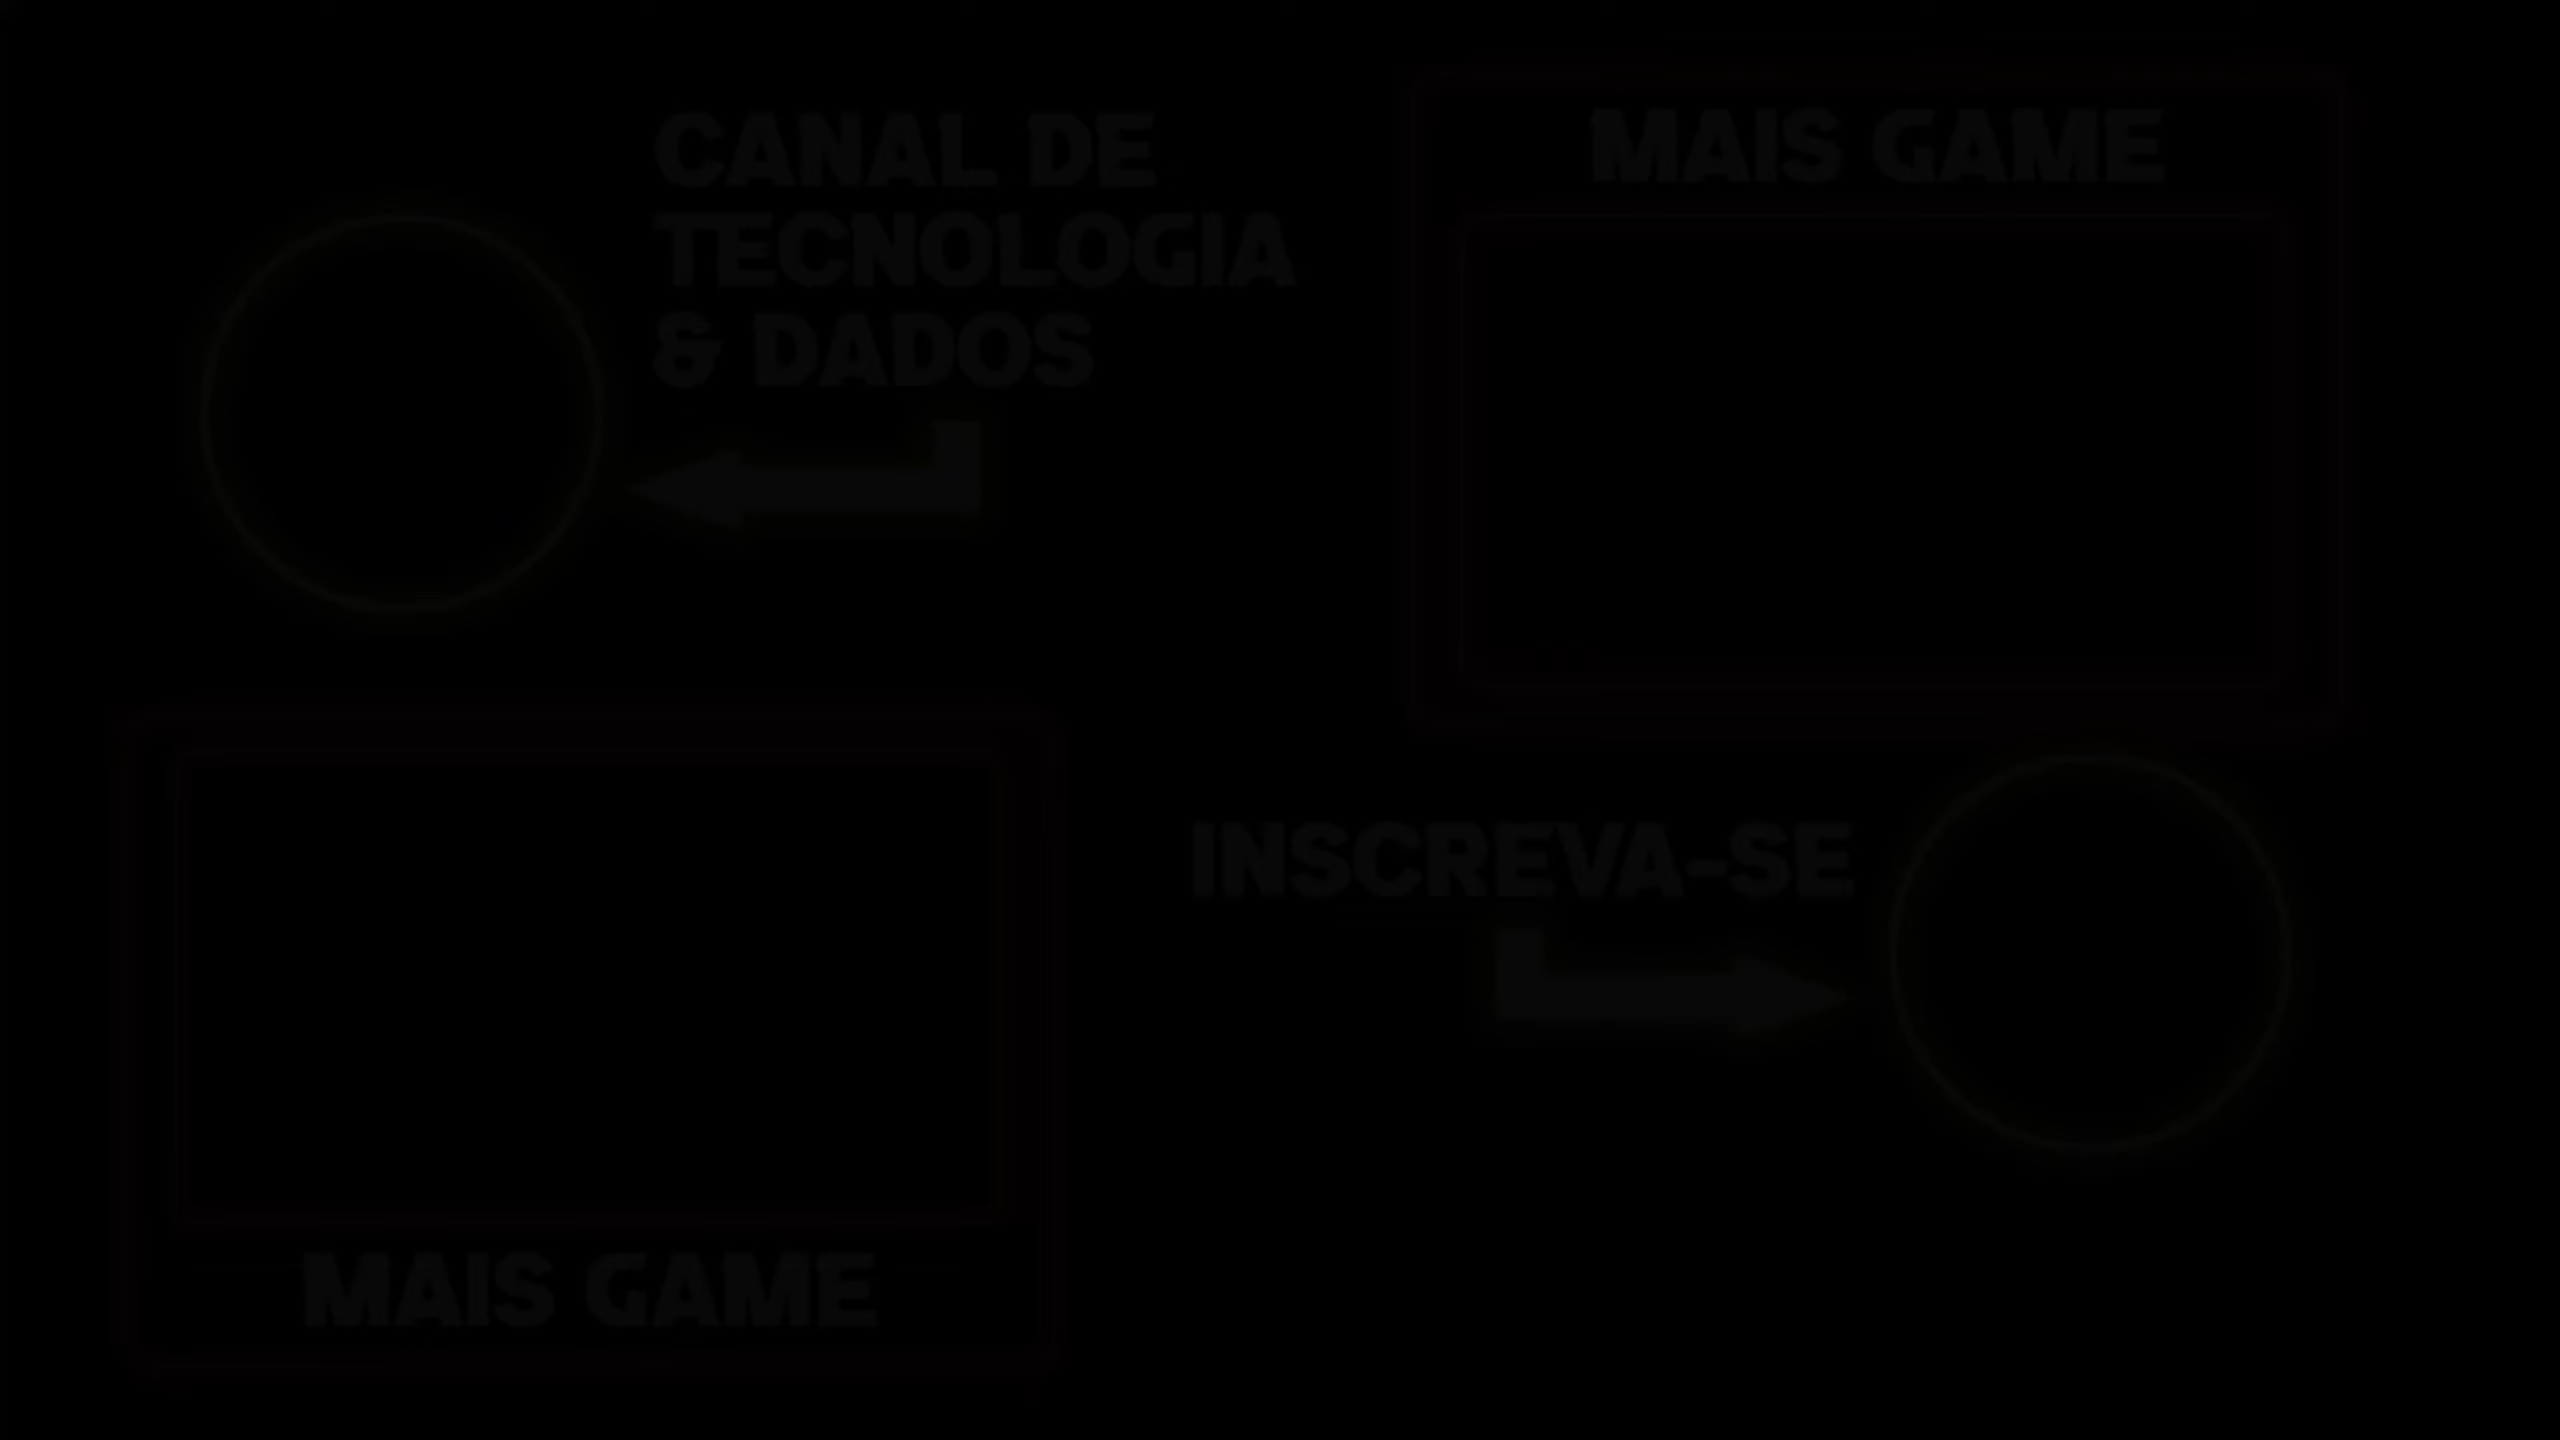 CANAL DE
TECNOLOGIA
& DADOS
MAIS GAME
INSCREVA-SE
MAIS GAME